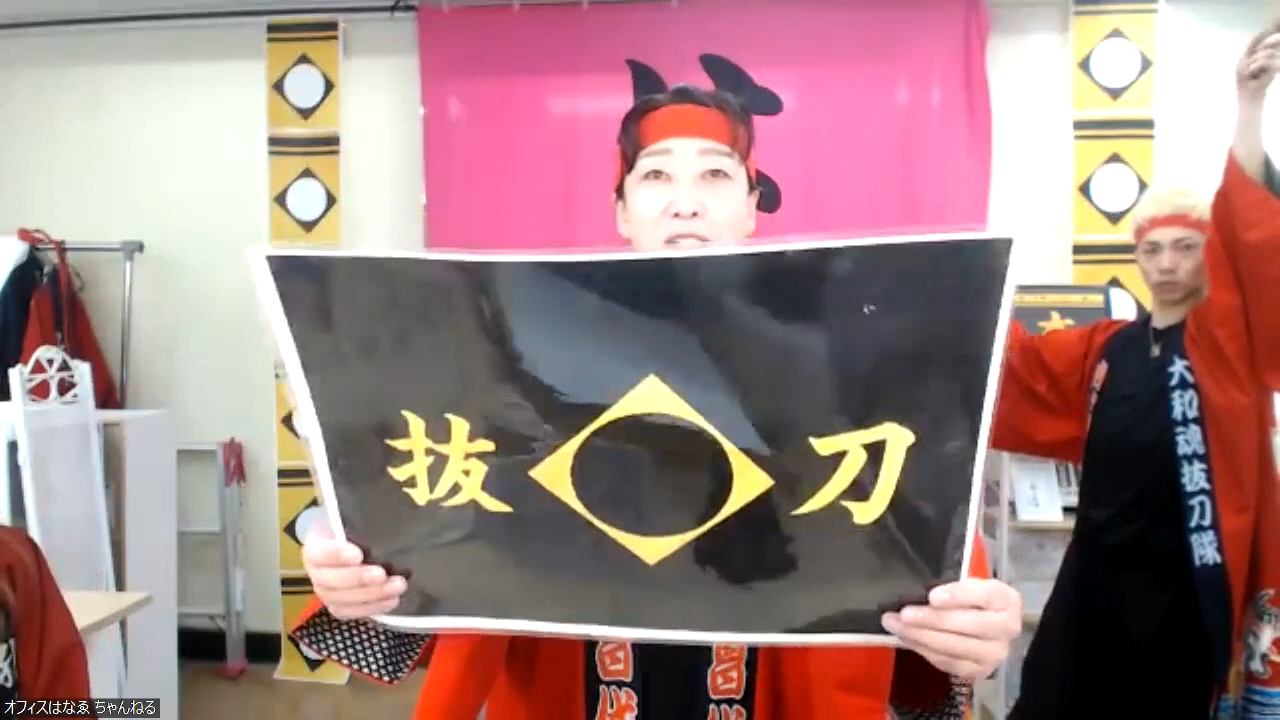 抜 刀
大和魂抜刀隊
オフィスはなゑ ちゃんねる